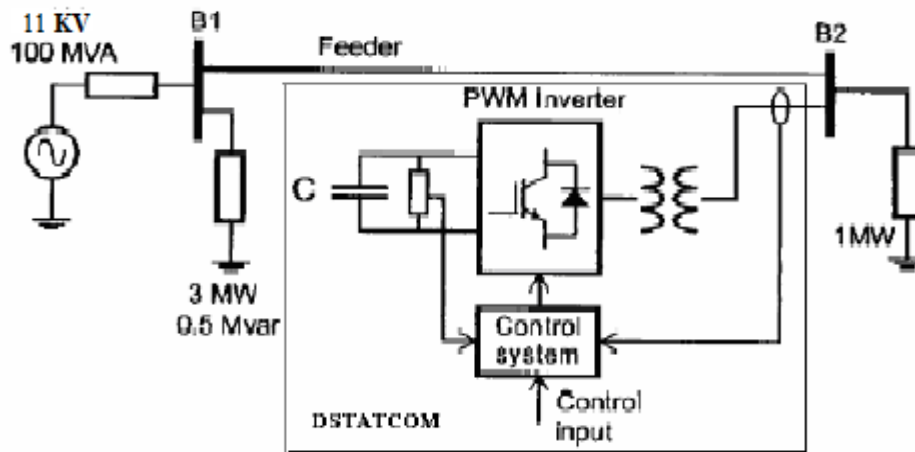 11 KV
100 MVA
B1
Feeder
B2
PWM Inverter
C
1MW
3 MW
0.5 Mvar
Control
system
Control
input
DSTATCOM